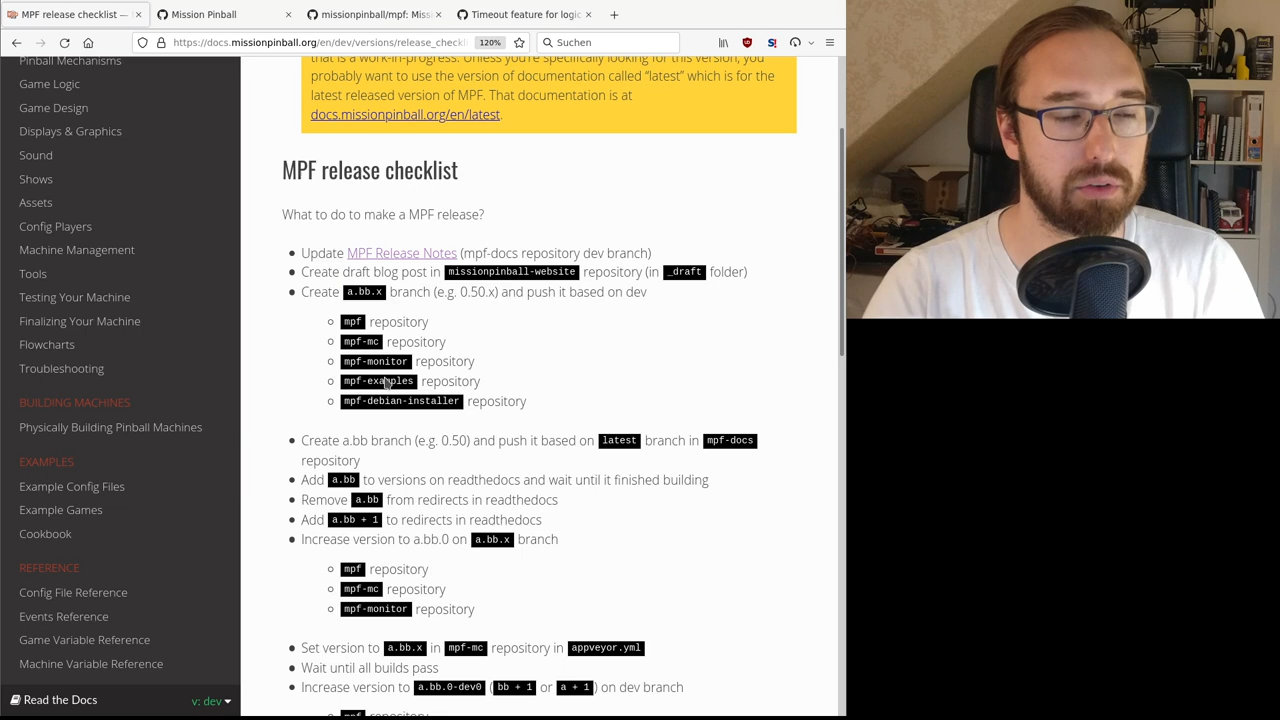 MPF release checklist —
Mission Pinball
missionpinball/mpf: Miss
Timeout feature for logic
https://docs.missionpinball.org/en/dev/versions/release_checkl
120%
Suchen
Pinball Mechanisms
Game Logic
Game Design
Displays & Graphics
Sound
Shows
Assets
Config Players
Machine Management
Tools
Testing Your Machine
Finalizing Your Machine
Flowcharts
Troubleshooting
BUILDING MACHINES
Physically Building Pinball Machines
EXAMPLES
Example Config Files
Example Games
Cookbook
REFERENCE
Config File Reference
Events Reference
Game Variable Reference
Machine Variable Reference
Read the Docs
v: dev
that is a work-in-progress. Unless you're specifically looking for this version, you
probably want to use the version of documentation called “latest” which is for the
latest released version of MPF. That documentation is at
docs.missionpinball.org/en/latest.
MPF release checklist
What to do to make a MPF release?
Update MPF Release Notes (mpf-docs repository dev branch)
Create draft blog post in missionpinball-website repository (in _draft folder)
Create a.bb.x branch (e.g. 0.50.x) and push it based on dev
mpf repository
mpf-mc repository
mpf-monitor repository
mpf-examples repository
mpf-debian-installer repository
Create a.bb branch (e.g. 0.50) and push it based on latest branch in mpf-docs
repository
Add a.bb to versions on readthedocs and wait until it finished building
Remove a.bb from redirects in readthedocs
Add a.bb + 1 to redirects in readthedocs
Increase version to a.bb.0 on a.bb.x branch
mpf repository
mpf-mc repository
mpf-monitor repository
Set version to a.bb.x in mpf-mc repository in appveyor.yml
Wait until all builds pass
Increase version to a.bb.0-dev0 (bb + 1 or a + 1) on dev branch
mpf repository